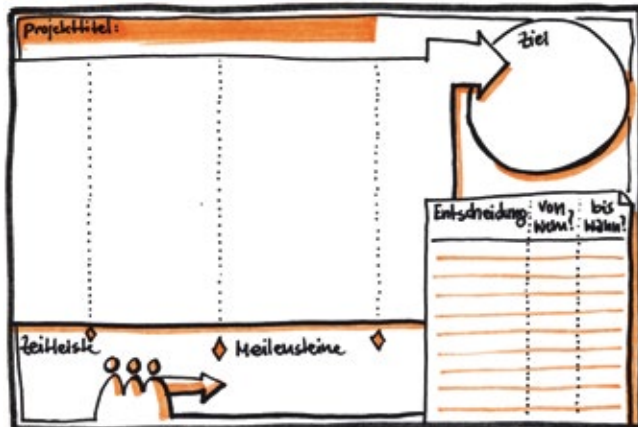 Projekttitel:
Ziel
Entscheidung von wem? bis wann?
Zeitleiste
Meilensteine